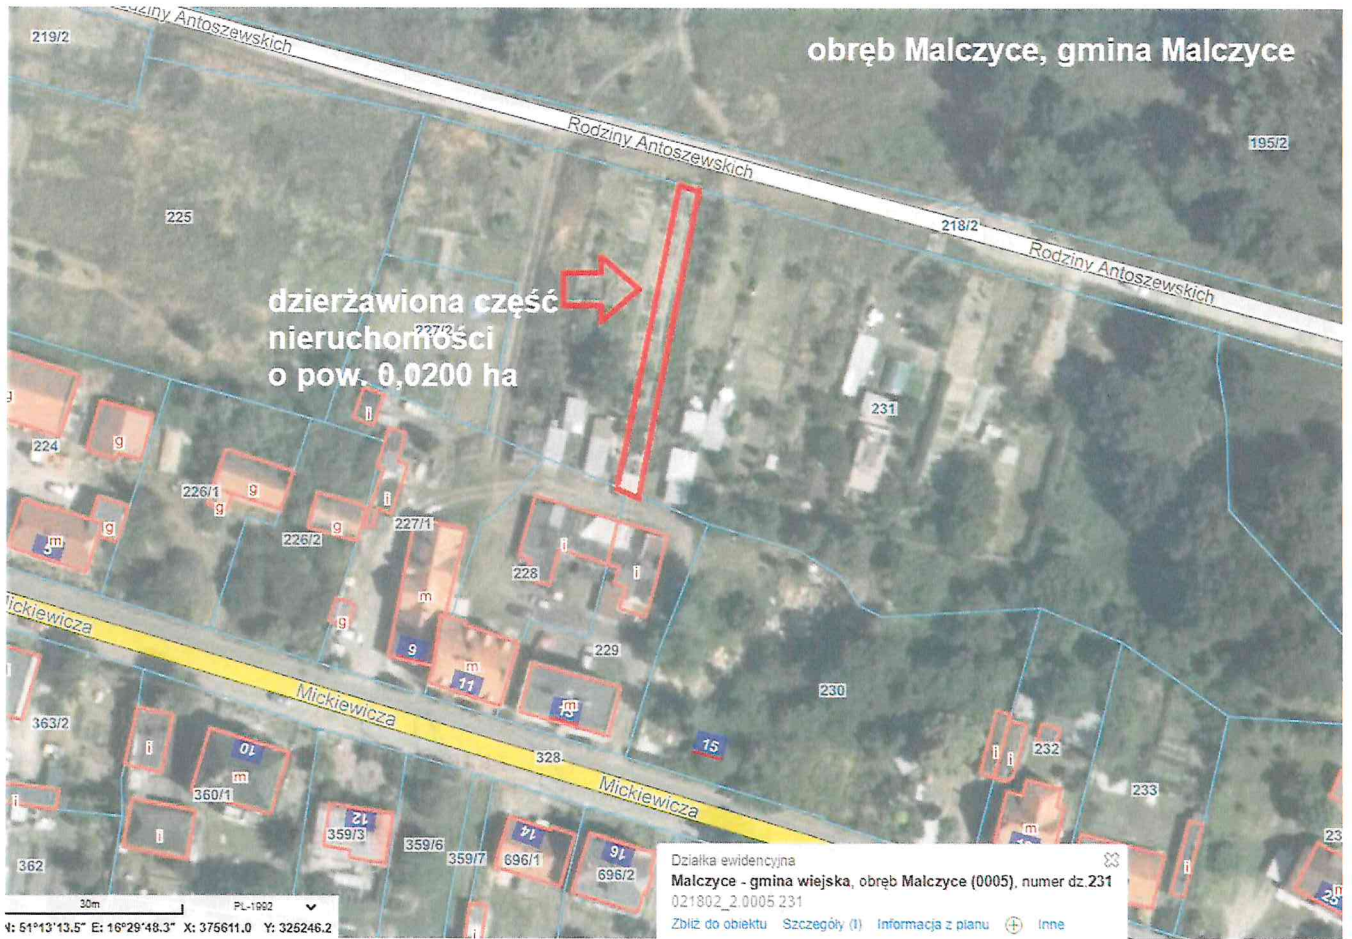 Rodziny Antoszewskich
219/2
obręb Malczyce, gmina Malczyce
Rodziny Antoszewskich
195/2
225
218/2
Rodziny Antoszewskich
dzierżawiona część
nieruchomości
o pow. 0,0200 ha
227/2
231
224
g
g
i
226/1
g
g
g
i
226/2
g
227/1
m
5
i
i
228
m
g
9
m
11
229
m
230
Mickiewicza
Mickiewicza
328
Mickiewicza
15
363/2
i
10
m
360/1
i
i
362
12
359/3
359/6
359/7
14
696/1
16
696/2
i
i
i
232
233
m
i
m
25
30m
PL-1992
N: 51°13'13.5" E: 16°29'48.3" X: 375611.0 Y: 325246.2
Działka ewidencyjna
Malczyce - gmina wiejska, obręb Malczyce (0005), numer dz.231
021802_2.0005.231
Zbliż do obiektu Szczegóły (I) Informacja z planu Inne